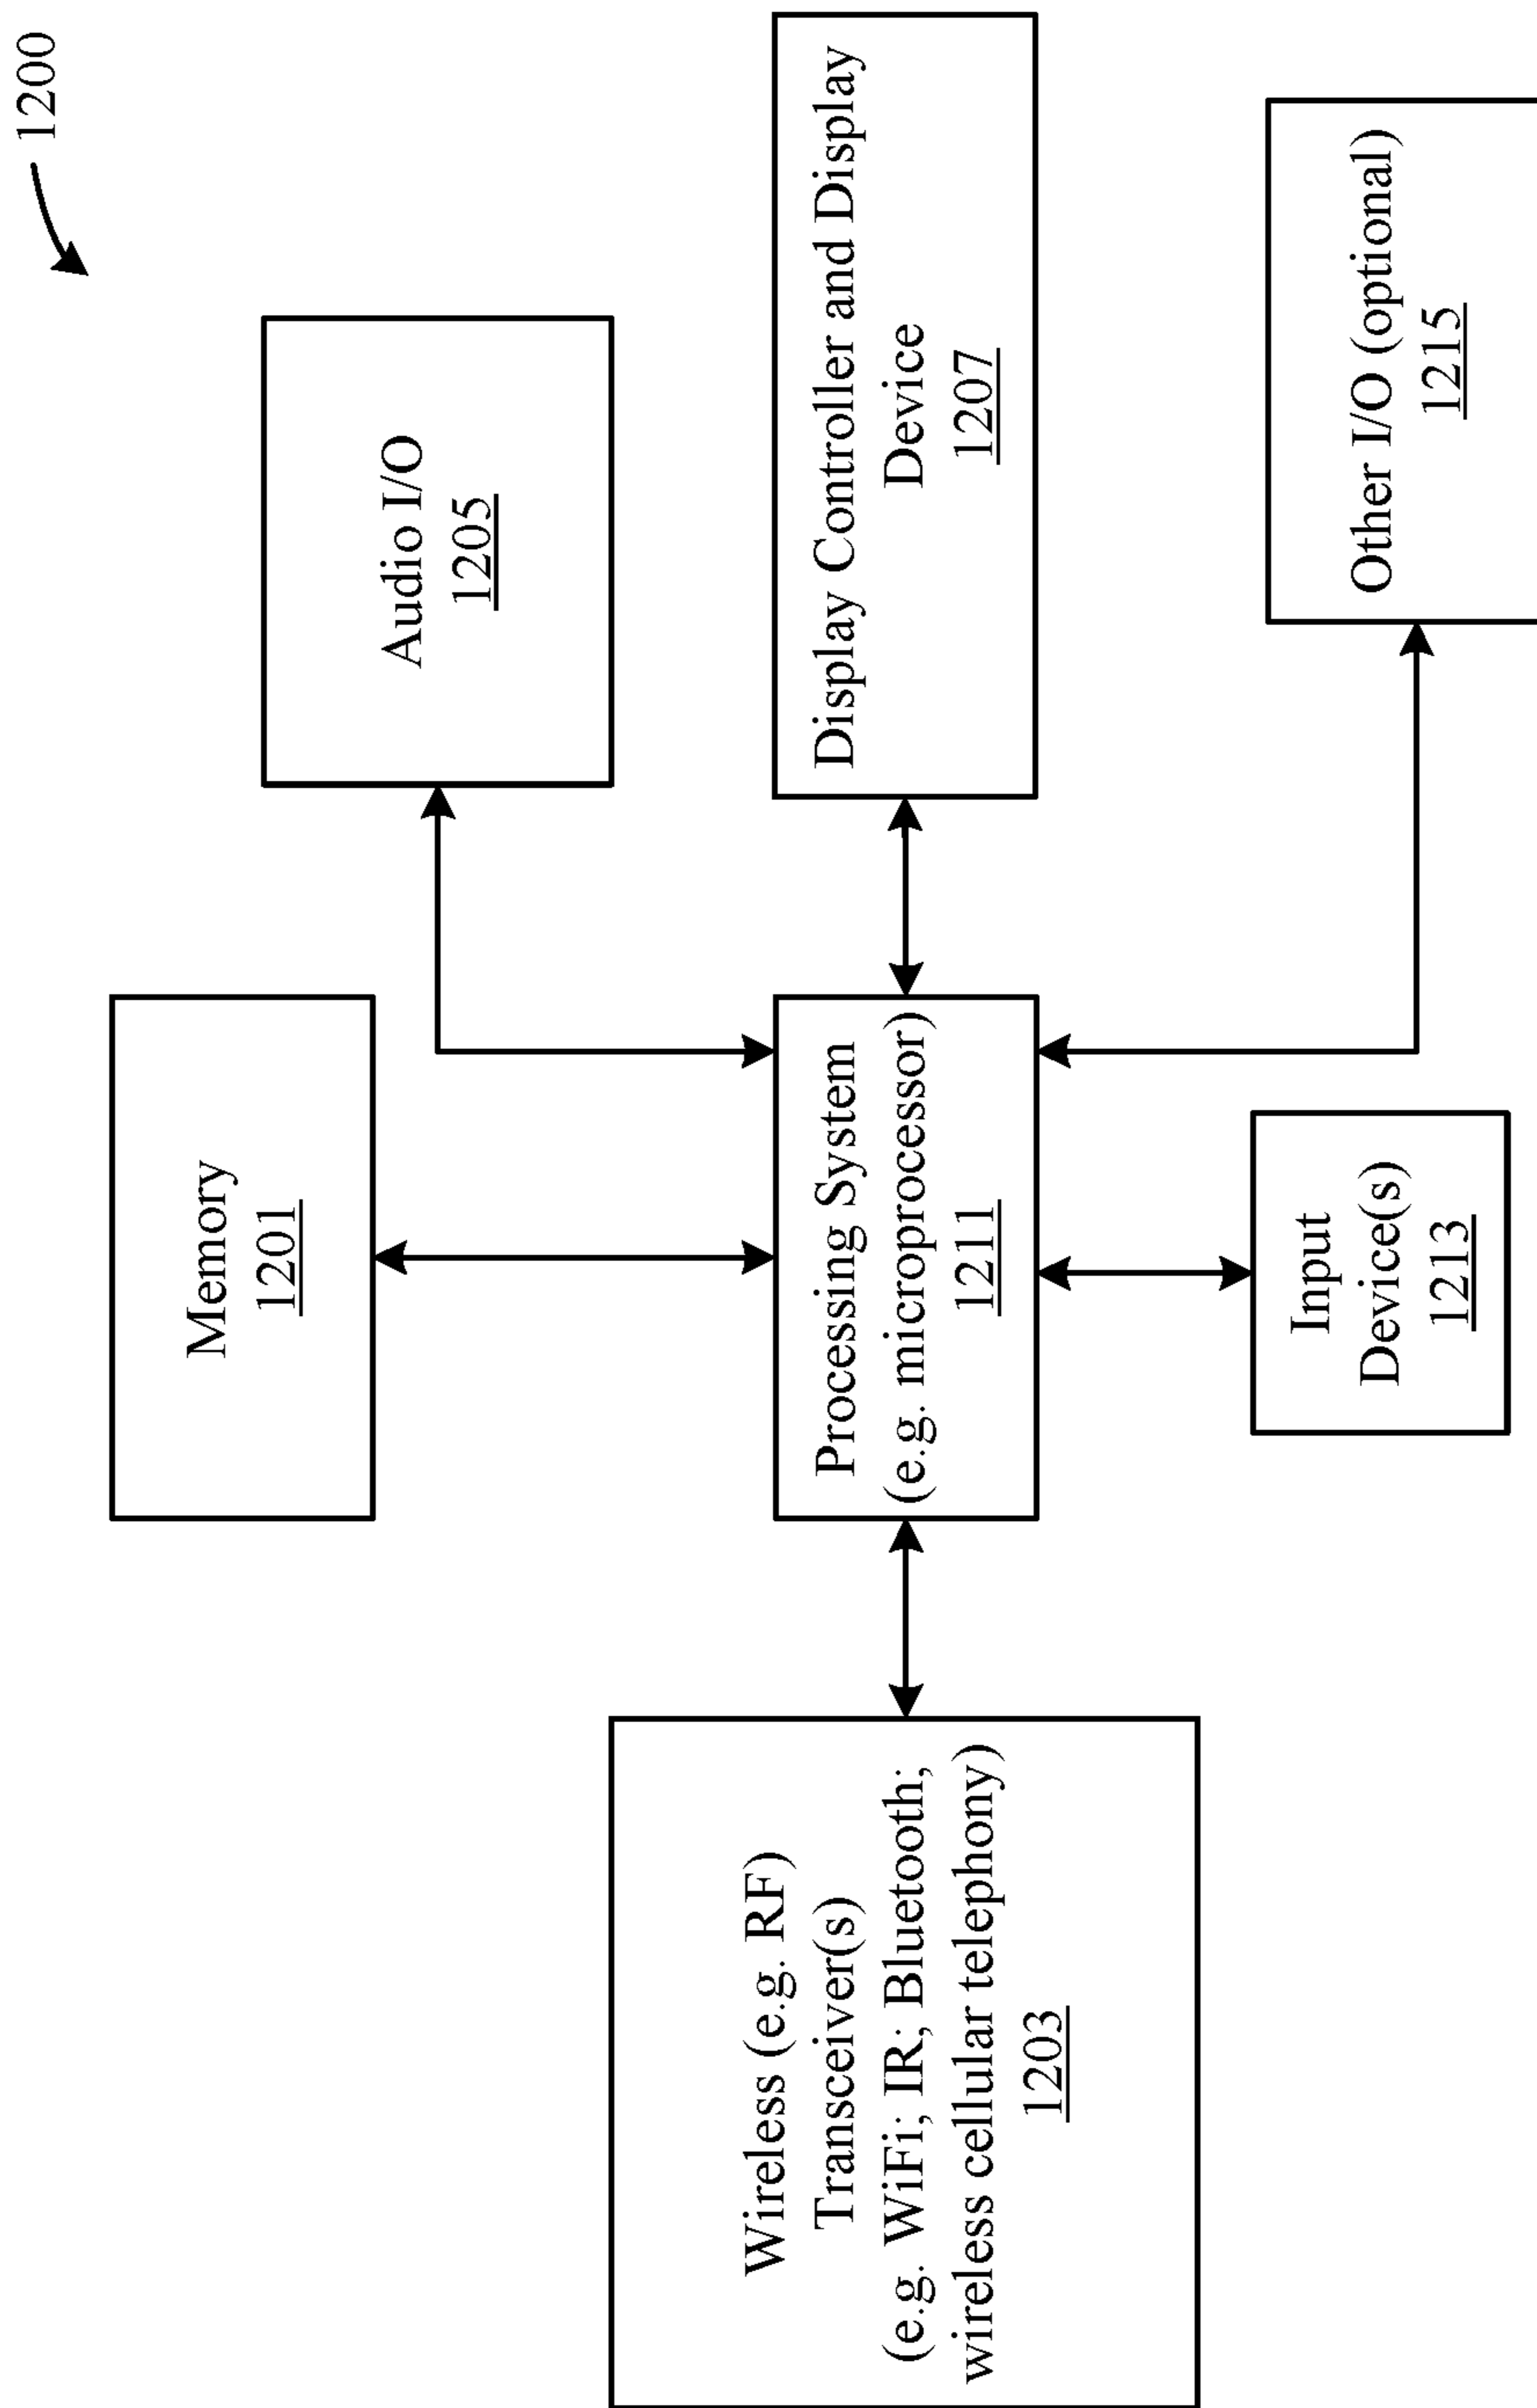 1200
Memory
1201
Audio I/O
1205
Wireless (e.g. RF)
Transceiver(s)
(e.g. WiFi; IR; Bluetooth;
wireless cellular telephony)
1203
Processing System
(e.g. microprocessor)
1211
Display Controller and Display
Device
1207
Input
Device(s)
1213
Other I/O (optional)
1215